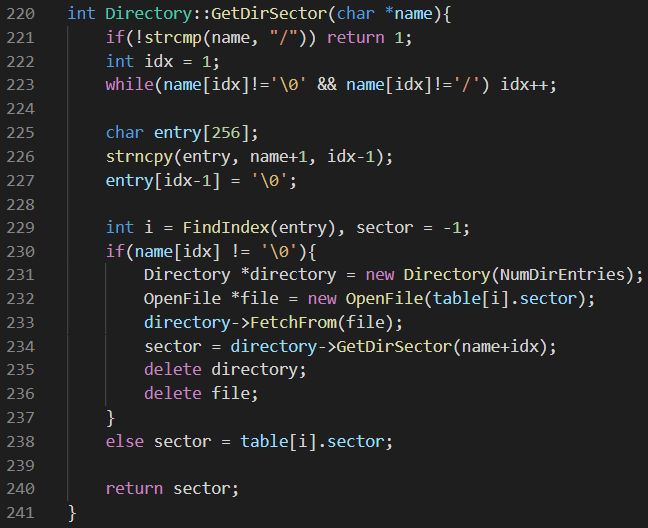 220 int Directory::GetDirSector(char *name){
221     if(!strcmp(name, "/")) return 1;
222     int idx = 1;
223     while(name[idx]!='\0' && name[idx]!='/') idx++;
224
225     char entry[256];
226     strncpy(entry, name+1, idx-1);
227     entry[idx-1] = '\0';
228
229     int i = FindIndex(entry), sector = -1;
230     if(name[idx] != '\0'){
231         Directory *directory = new Directory(NumDirEntries);
232         OpenFile *file = new OpenFile(table[i].sector);
233         directory->FetchFrom(file);
234         sector = directory->GetDirSector(name+idx);
235         delete directory;
236         delete file;
237     }
238     else sector = table[i].sector;
239
240     return sector;
241 }